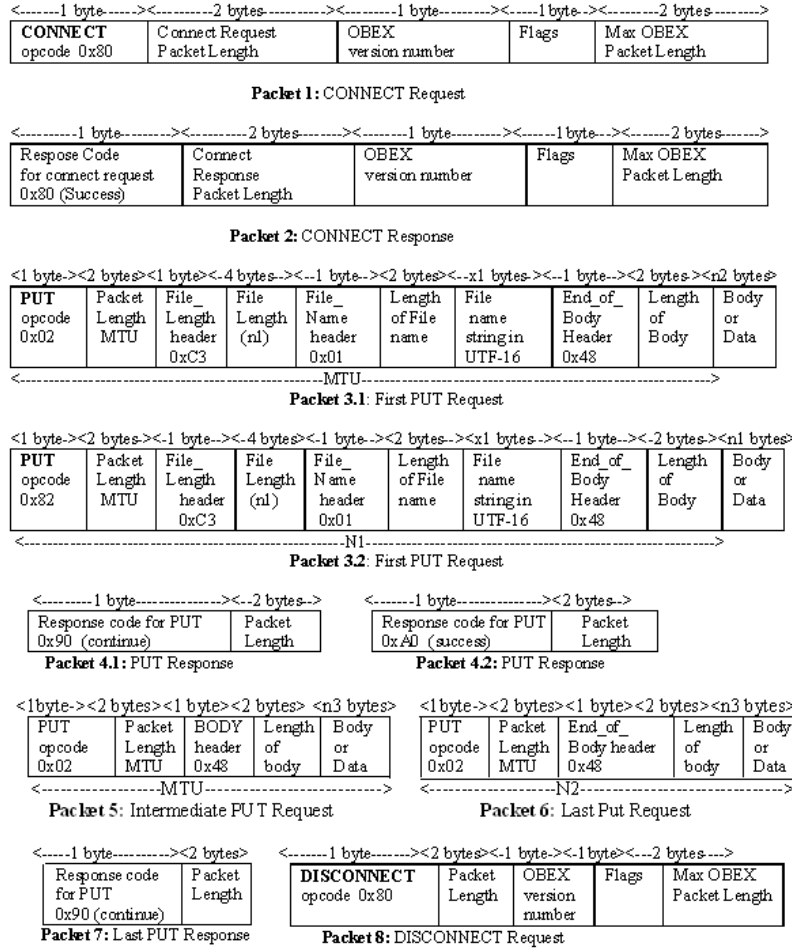 <------1 byte------><--------2 bytes---------><--------1 byte---------><----1byte--><--------2 bytes------>
CONNECT Connect Request OBEX Flags Max OBEX
opcode 0x80 Packet Length version number Packet Length
Packet 1: CONNECT Request
<----------1 byte--------><---------2 bytes----><-------1 byte--------><-----1byte---><-------2 bytes------->
Respose Code Connect OBEX Flags Max OBEX
for connect request Response version number Packet Length
0x80 (Success) Packet Length
Packet 2: CONNECT Response
<1 byte-><2 bytes><1 byte><-4 bytes--><--1 byte--><2 bytes><--x1 bytes-><--1 byte--><2 bytes><n2 bytes>
PUT Packet File_ File File_ Length File End_of_ Length Body
opcode Length Length Length Name of File name Body of or
0x02 MTU header (n1) header name string in Header Body Data
0xC3 0x01 UTF-16 0x48
<------------------------MTU------------------------>
Packet 3.1: First PUT Request
<1 byte-><2 bytes><-1 byte--><-4 bytes><-1 byte--><2 bytes--><x1 bytes--><--1 byte--><-2 bytes><n1 bytes>
PUT Packet File_ File File_ Length File End_of_ Length Body
opcode Length Length Length Name of File name Body of or
0x82 MTU header (n1) header name string in Header Body Data
0xC3 0x01 UTF-16 0x48
<------------------------N1------------------------>
Packet 3.2: First PUT Request
<---------1 byte---------------><--2 bytes--> <-------1 byte---------------><2 bytes-->
Response code for PUT Packet Response code for PUT Packet
0x90 (continue) Length 0xA0 (success) Length
Packet 4.1: PUT Response Packet 4.2: PUT Response
<1byte-><2 bytes><1 byte><2 bytes> <n3 bytes> <1byte-><2 bytes><1 byte><2 bytes><n3 bytes>
PUT Packet BODY Length Body PUT Packet End_of_ Length Body
opcode Length header of or opcode Length Body header of or
0x02 MTU 0x48 body Data 0x02 MTU 0x48 body Data
<----------------MTU----------------> <----------------N2---------------->
Packet 5: Intermediate PUT Request Packet 6: Last Put Request
<-----1 byte----------><2 bytes> <-------1 byte--------><2 bytes><-1 byte-><-1byte><---2 bytes---->
Response code Packet DISCONNECT Packet OBEX Flags Max OBEX
for PUT Length opcode 0x80 Length version Packet Length
0x90 (continue) number
Packet 7: Last PUT Response Packet 8: DISCONNECT Request